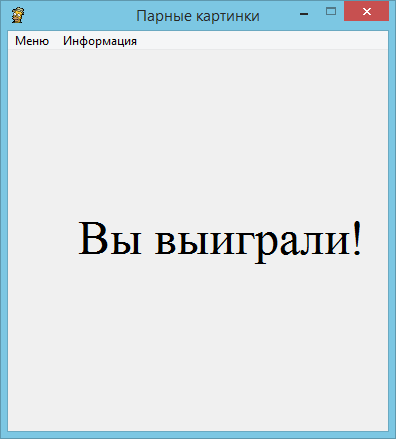 Парные картинки
Меню Информация
Вы выиграли!